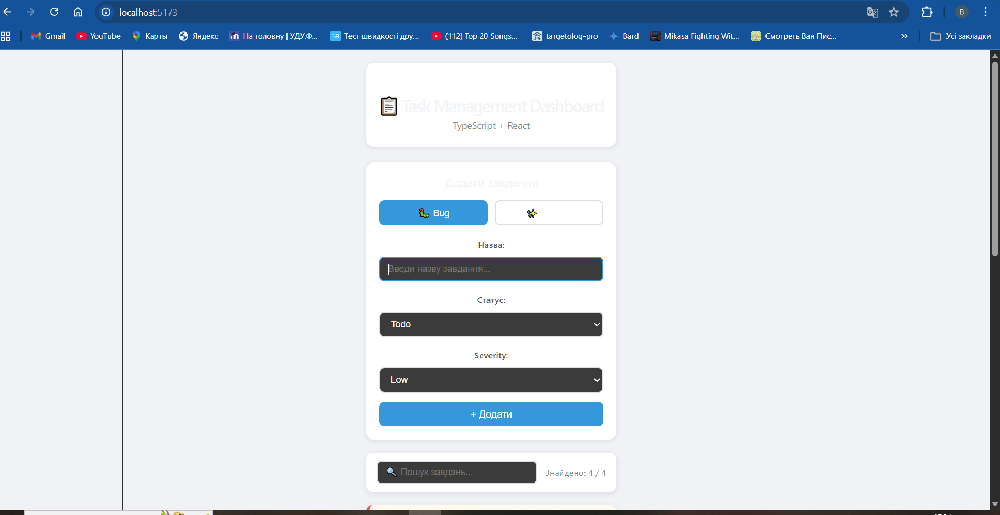 localhost:5173
B
Gmail
YouTube
Карты
Яндекс
На головну | УДУ.Ф...
Тест швидкості дру...
(112) Top 20 Songs...
targetolog-pro
Bard
Mikasa Fighting Wit...
Смотреть Ван Пис...
»
Усі закладки
Task Management Dashboard
TypeScript + React
Додати завдання
Bug
Назва:
Введи назву завдання...
Статус:
Todo
Severity:
Low
+ Додати
Пошук завдань...
Знайдено: 4 / 4